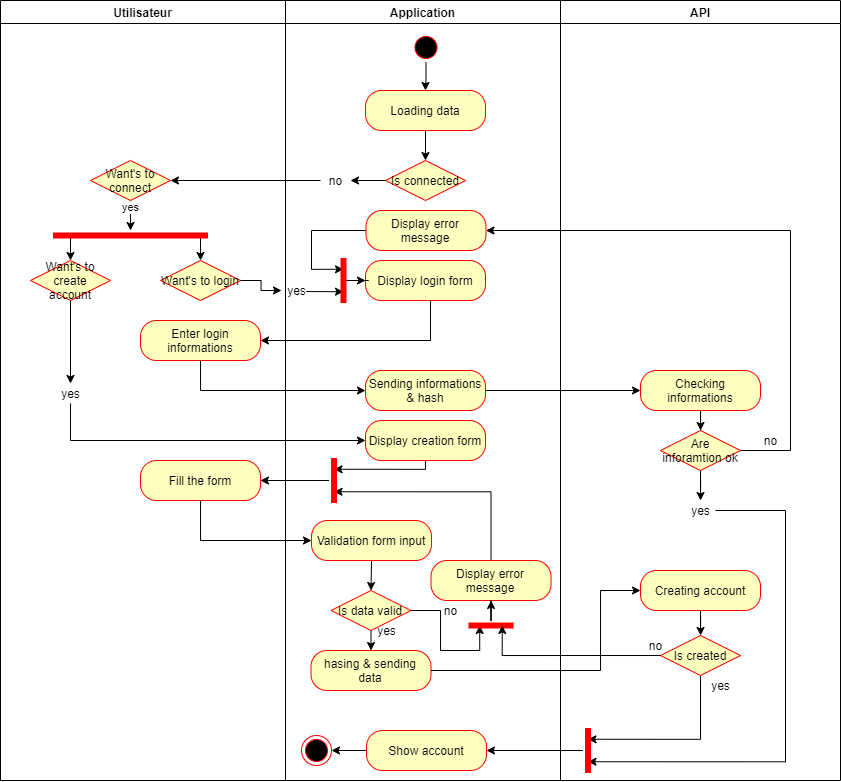 Utilisateur
Application
API
Loading data
Want's to
connect
no
Is connected
yes
Display error
message
Want's to
create
account
Want's to login
yes
Display login form
Enter login
informations
Sending informations
& hash
Checking
informations
yes
Display creation form
Are
inforamtion ok
no
Fill the form
yes
Validation form input
Display error
message
Creating account
Is data valid
no
yes
hasing & sending
data
no
Is created
yes
Show account